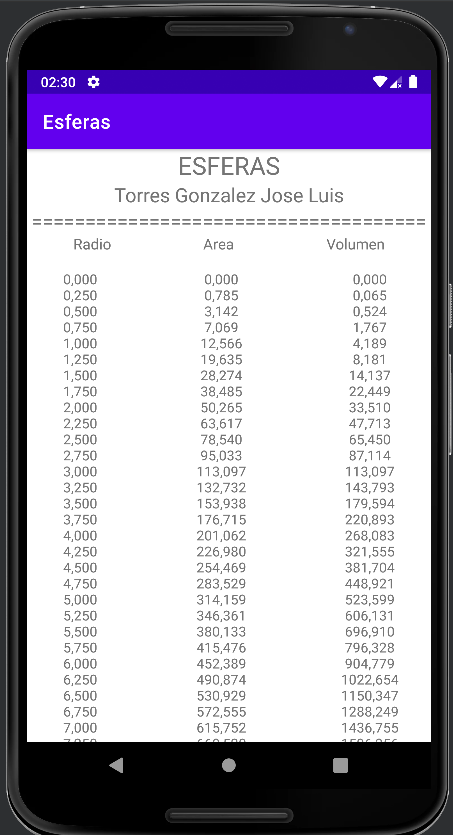 02:30
Esferas
ESFERAS
Torres Gonzalez Jose Luis
============================
Radio Area Volumen
0,000 0,000 0,000
0,250 0,785 0,065
0,500 3,142 0,524
0,750 7,069 1,767
1,000 12,566 4,189
1,250 19,635 8,181
1,500 28,274 14,137
1,750 38,485 22,449
2,000 50,265 33,510
2,250 63,617 47,713
2,500 78,540 65,450
2,750 95,033 87,114
3,000 113,097 113,097
3,250 132,732 143,793
3,500 153,938 179,594
3,750 176,715 220,893
4,000 201,062 268,083
4,250 226,980 321,555
4,500 254,469 381,704
4,750 283,529 448,921
5,000 314,159 523,599
5,250 346,361 606,131
5,500 380,133 696,910
5,750 415,476 796,328
6,000 452,389 904,779
6,250 490,874 1022,654
6,500 530,929 1150,347
6,750 572,555 1288,249
7,000 615,752 1436,755